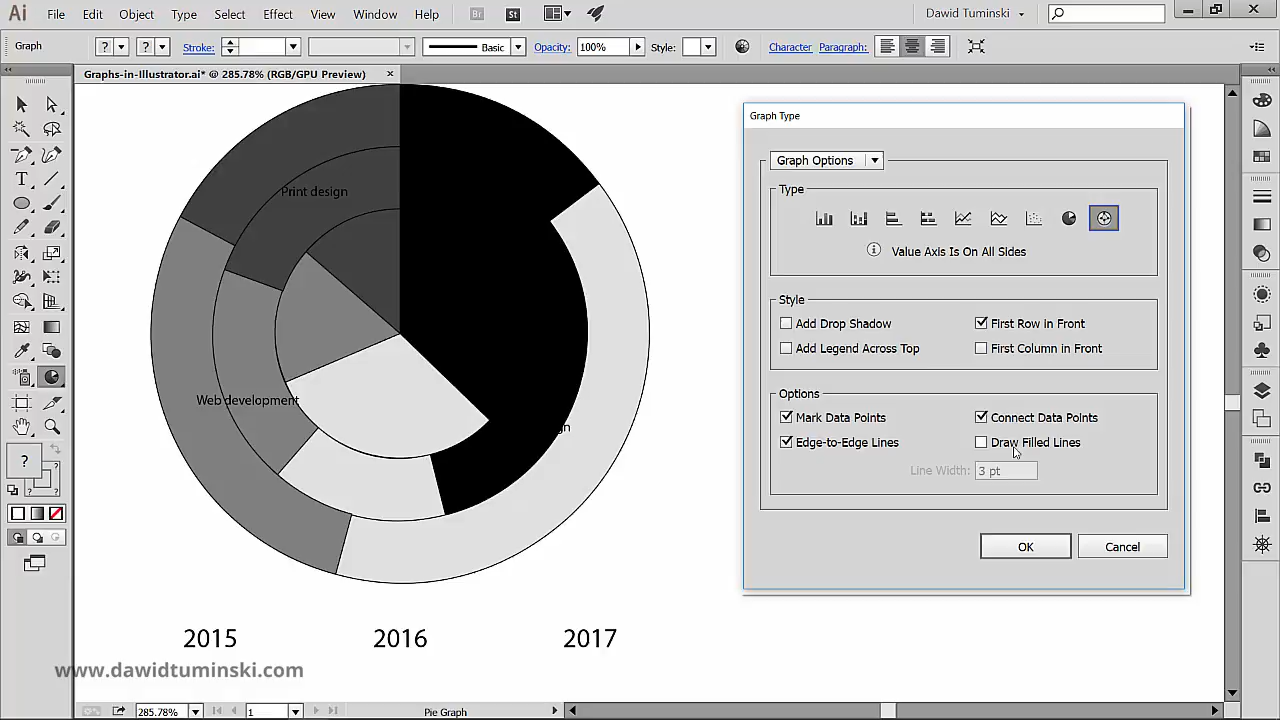 Ai File Edit Object Type Select Effect View Window Help Br St Dawid Tuminski
Graph ? ? Stroke: Basic Opacity: 100% Style: Character Paragraph:
Graphs-in-Illustrator.ai* @ 285.78% (RGB/GPU Preview) ×
Graph Type
Graph Options
Type
Value Axis Is On All Sides
Style
Add Drop Shadow First Row in Front
Add Legend Across Top First Column in Front
Options
Mark Data Points Connect Data Points
Edge-to-Edge Lines Draw Filled Lines
Line Width: 3 pt
OK Cancel
Print design
Web development
2015 2016 2017
www.dawidtuminski.com
285.78% 1 Pie Graph